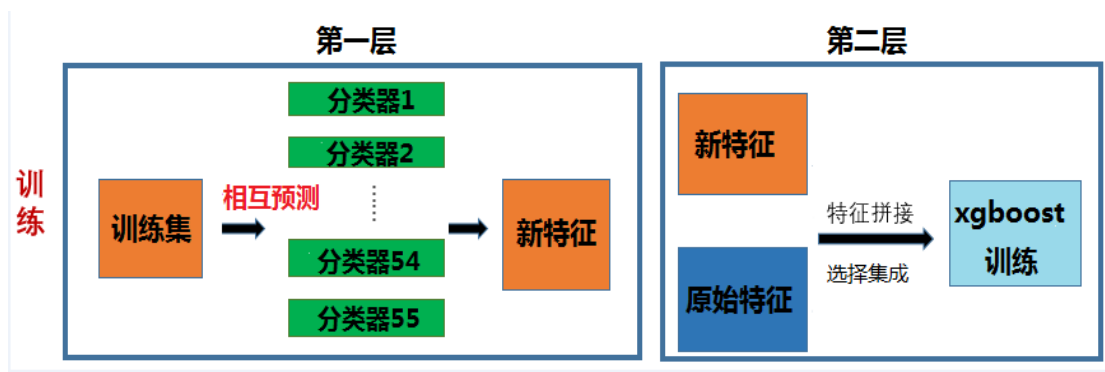 第一层
第二层
训
练
训练集
相互预测
分类器1
分类器2
分类器54
分类器55
新特征
新特征
原始特征
特征拼接
选择集成
xgboost
训练